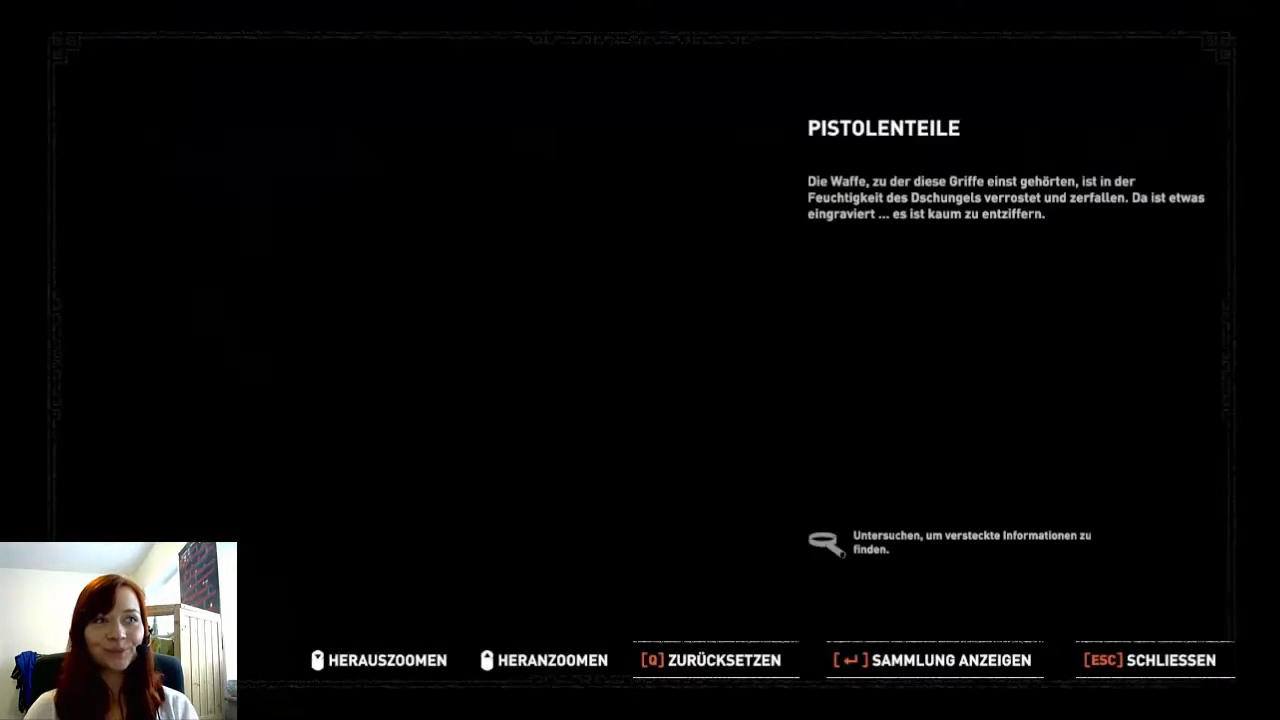 PISTOLENTEILE
Die Waffe, zu der diese Griffe einst gehörten, ist in der
Feuchtigkeit des Dschungels verrostet und zerfallen. Da ist etwas
eingraviert ... es ist kaum zu entziffern.
Untersuchen, um versteckte Informationen zu
finden.
HERAUSZOOMEN HERANZOOMEN [Q] ZURÜCKSETZEN [↵] SAMMLUNG ANZEIGEN [ESC] SCHLIESSEN